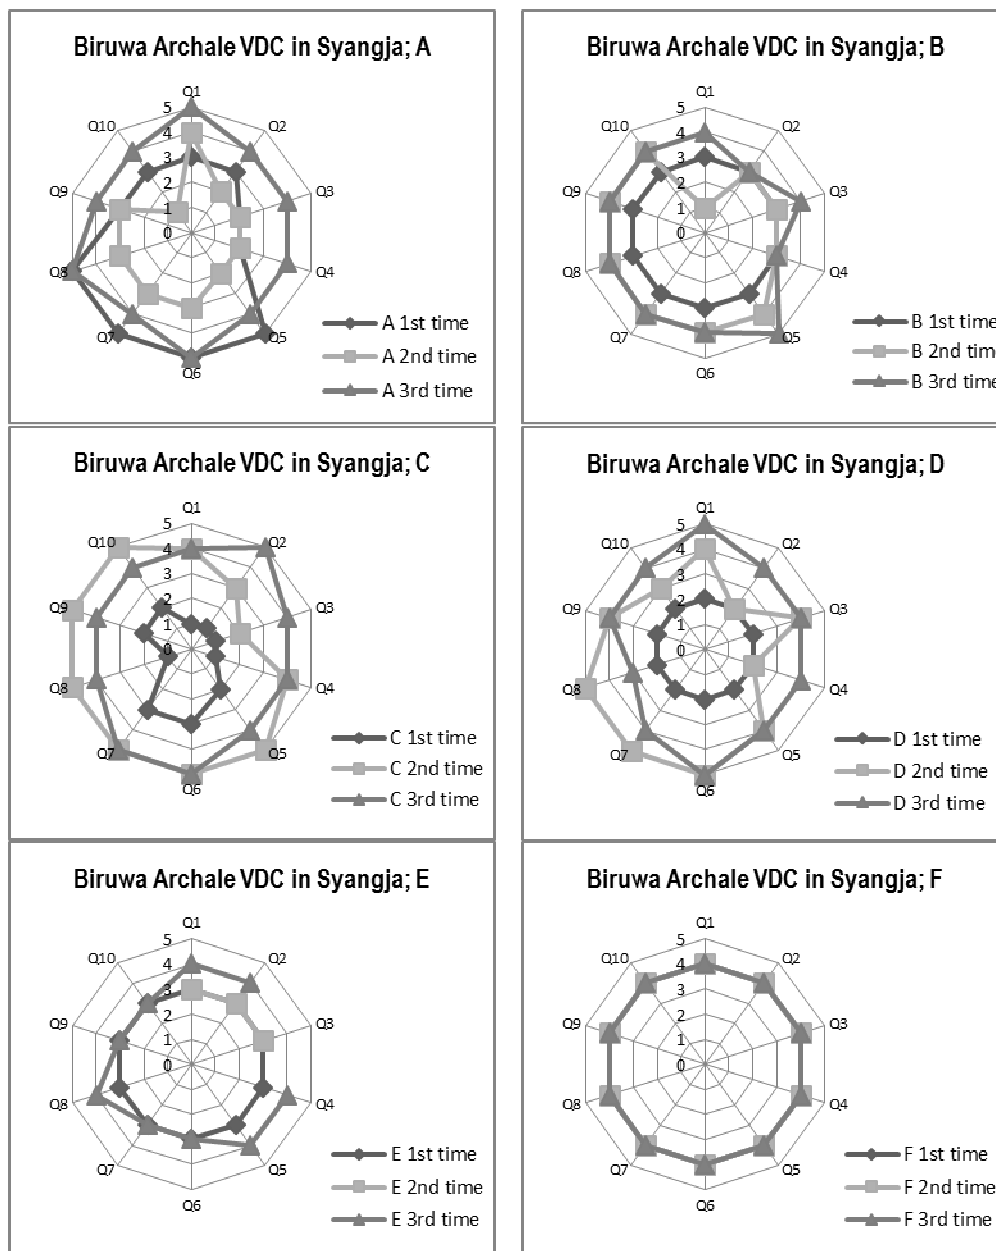 Biruwa Archale VDC in Syangja; A
Q1
Q2
Q3
Q4
Q5
Q6
Q7
Q8
Q9
Q10
5
4
3
2
1
0
A 1st time
A 2nd time
A 3rd time
Biruwa Archale VDC in Syangja; B
Q1
Q2
Q3
Q4
Q5
Q6
Q7
Q8
Q9
Q10
5
4
3
2
1
0
B 1st time
B 2nd time
B 3rd time
Biruwa Archale VDC in Syangja; C
Q1
Q2
Q3
Q4
Q5
Q6
Q7
Q8
Q9
Q10
5
4
3
2
1
0
C 1st time
C 2nd time
C 3rd time
Biruwa Archale VDC in Syangja; D
Q1
Q2
Q3
Q4
Q5
Q6
Q7
Q8
Q9
Q10
5
4
3
2
1
0
D 1st time
D 2nd time
D 3rd time
Biruwa Archale VDC in Syangja; E
Q1
Q2
Q3
Q4
Q5
Q6
Q7
Q8
Q9
Q10
5
4
3
2
1
0
E 1st time
E 2nd time
E 3rd time
Biruwa Archale VDC in Syangja; F
Q1
Q2
Q3
Q4
Q5
Q6
Q7
Q8
Q9
Q10
5
4
3
2
1
0
F 1st time
F 2nd time
F 3rd time